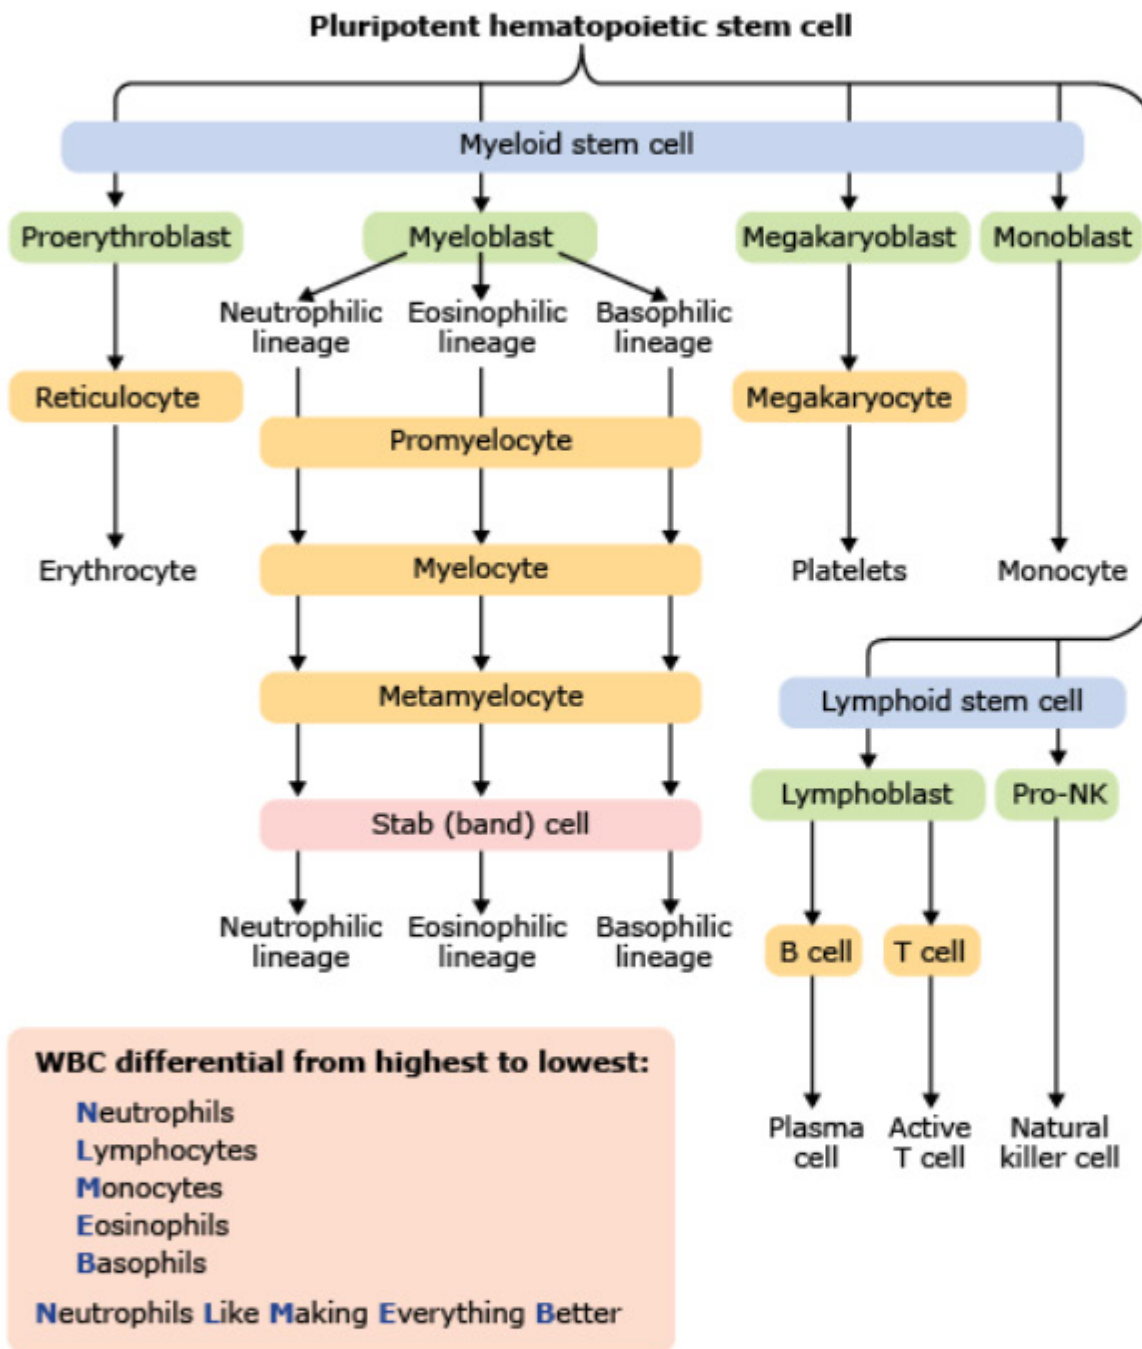 Pluripotent hematopoietic stem cell
Myeloid stem cell
Proerythroblast
Myeloblast
Megakaryoblast
Monoblast
Neutrophilic
lineage
Eosinophilic
lineage
Basophilic
lineage
Reticulocyte
Megakaryocyte
Promyelocyte
Erythrocyte
Myelocyte
Platelets
Monocyte
Metamyelocyte
Lymphoid stem cell
Lymphoblast
Pro-NK
Stab (band) cell
Neutrophilic
lineage
Eosinophilic
lineage
Basophilic
lineage
B cell
T cell
Plasma
cell
Active
T cell
Natural
killer cell
WBC differential from highest to lowest:
Neutrophils
Lymphocytes
Monocytes
Eosinophils
Basophils
Neutrophils Like Making Everything Better